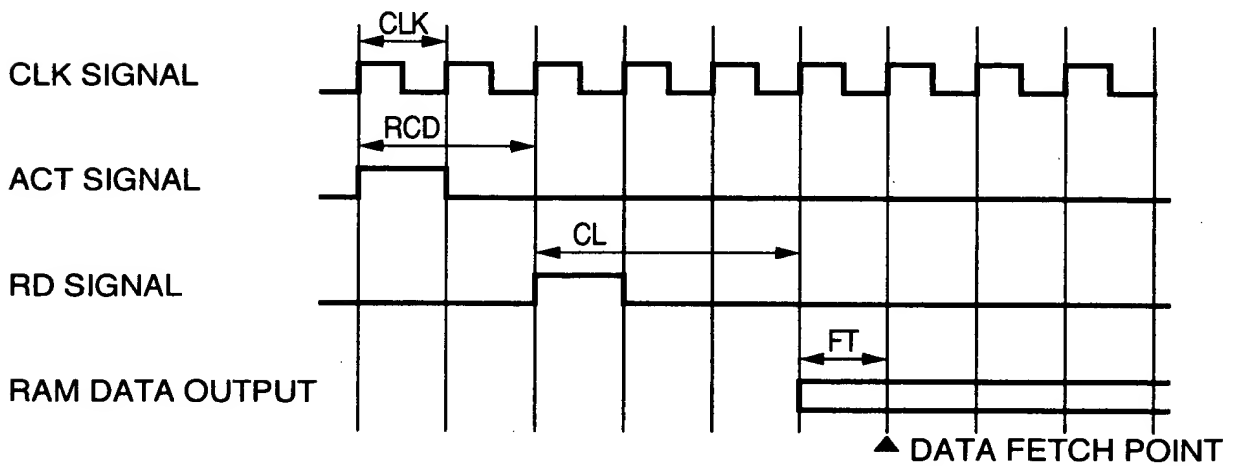 CLK
CLK SIGNAL
RCD
ACT SIGNAL
CL
RD SIGNAL
FT
RAM DATA OUTPUT
▲ DATA FETCH POINT